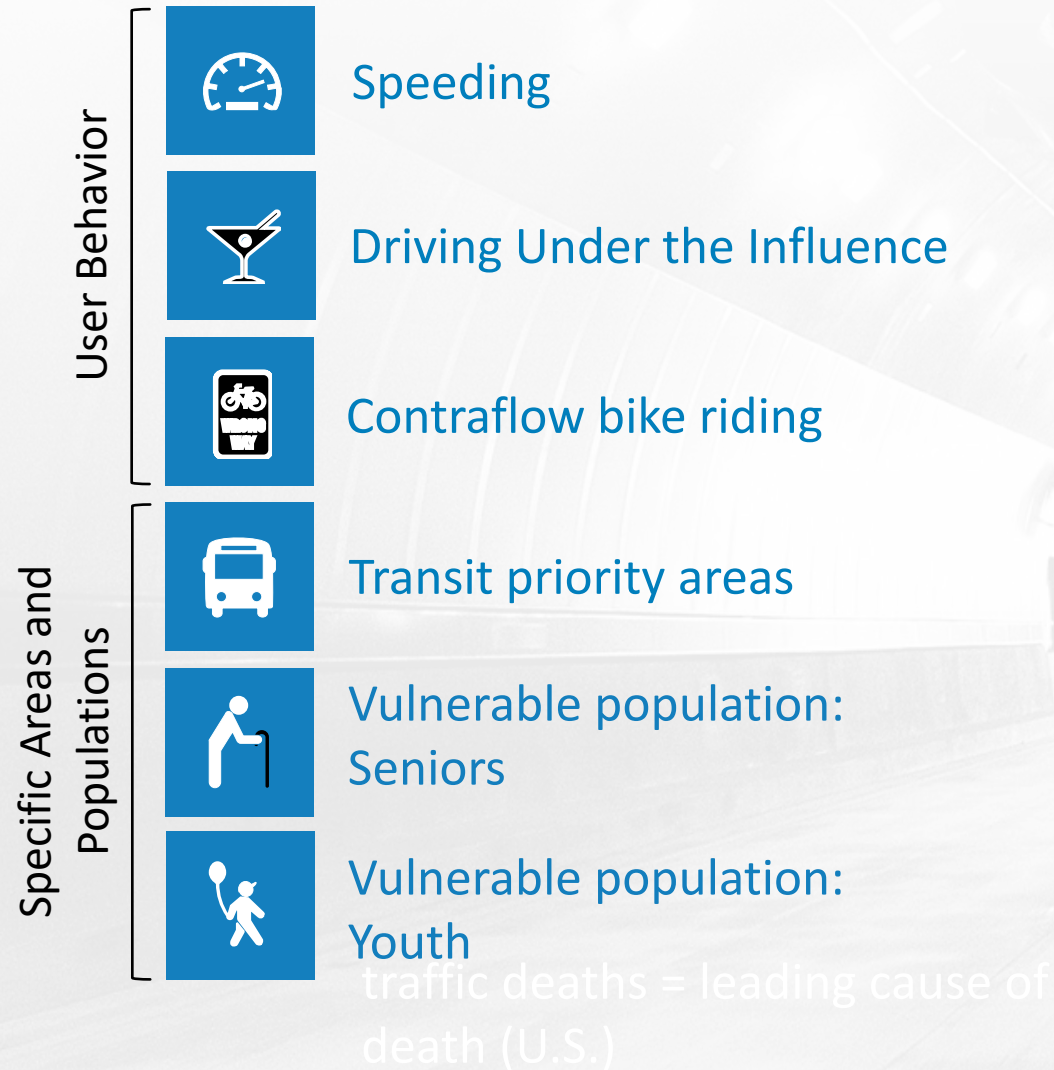 User Behavior
Speeding
Driving Under the Influence
WRONG
WAY
Contraflow bike riding
Specific Areas and
Populations
Transit priority areas
Vulnerable population:
Seniors
Vulnerable population:
Youth
traffic deaths = leading cause of
death (U.S.)